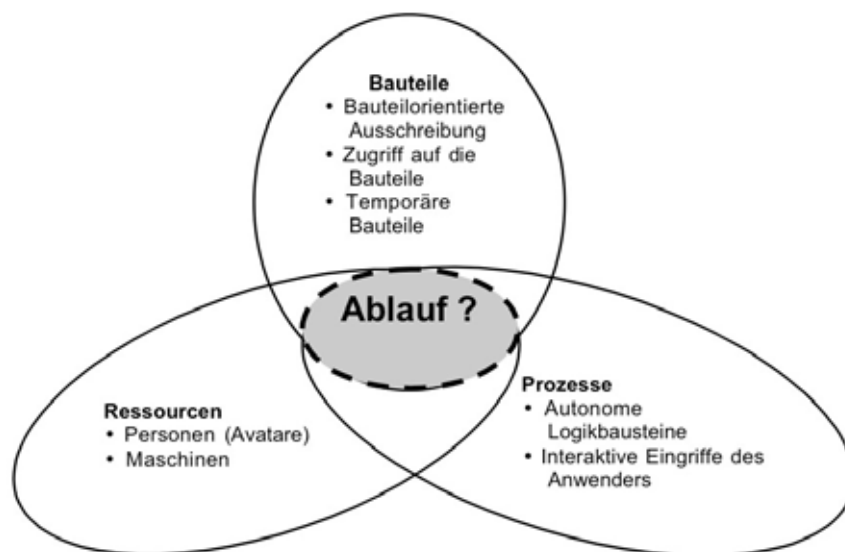 Bauteile
• Bauteilorientierte
Ausschreibung
• Zugriff auf die
Bauteile
• Temporäre
Bauteile
Ablauf ?
Ressourcen
• Personen (Avatare)
• Maschinen
Prozesse
• Autonome
Logikbausteine
• Interaktive Eingriffe des
Anwenders